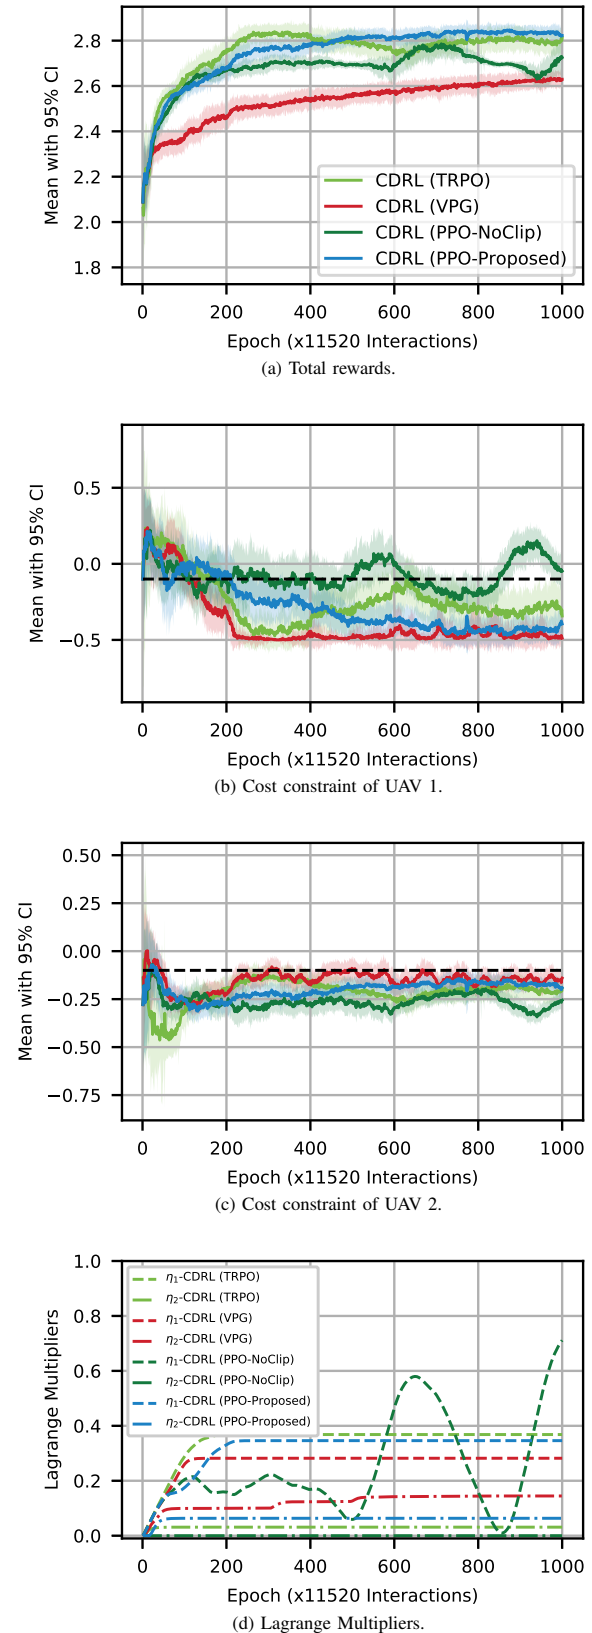 Mean with 95% CI
2.8
2.6
2.4
2.2
2.0
1.8
CDRL (TRPO)
CDRL (VPG)
CDRL (PPO-NoClip)
CDRL (PPO-Proposed)
0 200 400 600 800 1000
Epoch (x11520 Interactions)
(a) Total rewards.
Mean with 95% CI
0.5
0.0
−0.5
0 200 400 600 800 1000
Epoch (x11520 Interactions)
(b) Cost constraint of UAV 1.
Mean with 95% CI
0.50
0.25
0.00
−0.25
−0.50
−0.75
0 200 400 600 800 1000
Epoch (x11520 Interactions)
(c) Cost constraint of UAV 2.
Lagrange Multipliers
1.0
0.8
0.6
0.4
0.2
0.0
η₁-CDRL (TRPO)
η₂-CDRL (TRPO)
η₁-CDRL (VPG)
η₂-CDRL (VPG)
η₁-CDRL (PPO-NoClip)
η₂-CDRL (PPO-NoClip)
η₁-CDRL (PPO-Proposed)
η₂-CDRL (PPO-Proposed)
0 200 400 600 800 1000
Epoch (x11520 Interactions)
(d) Lagrange Multipliers.